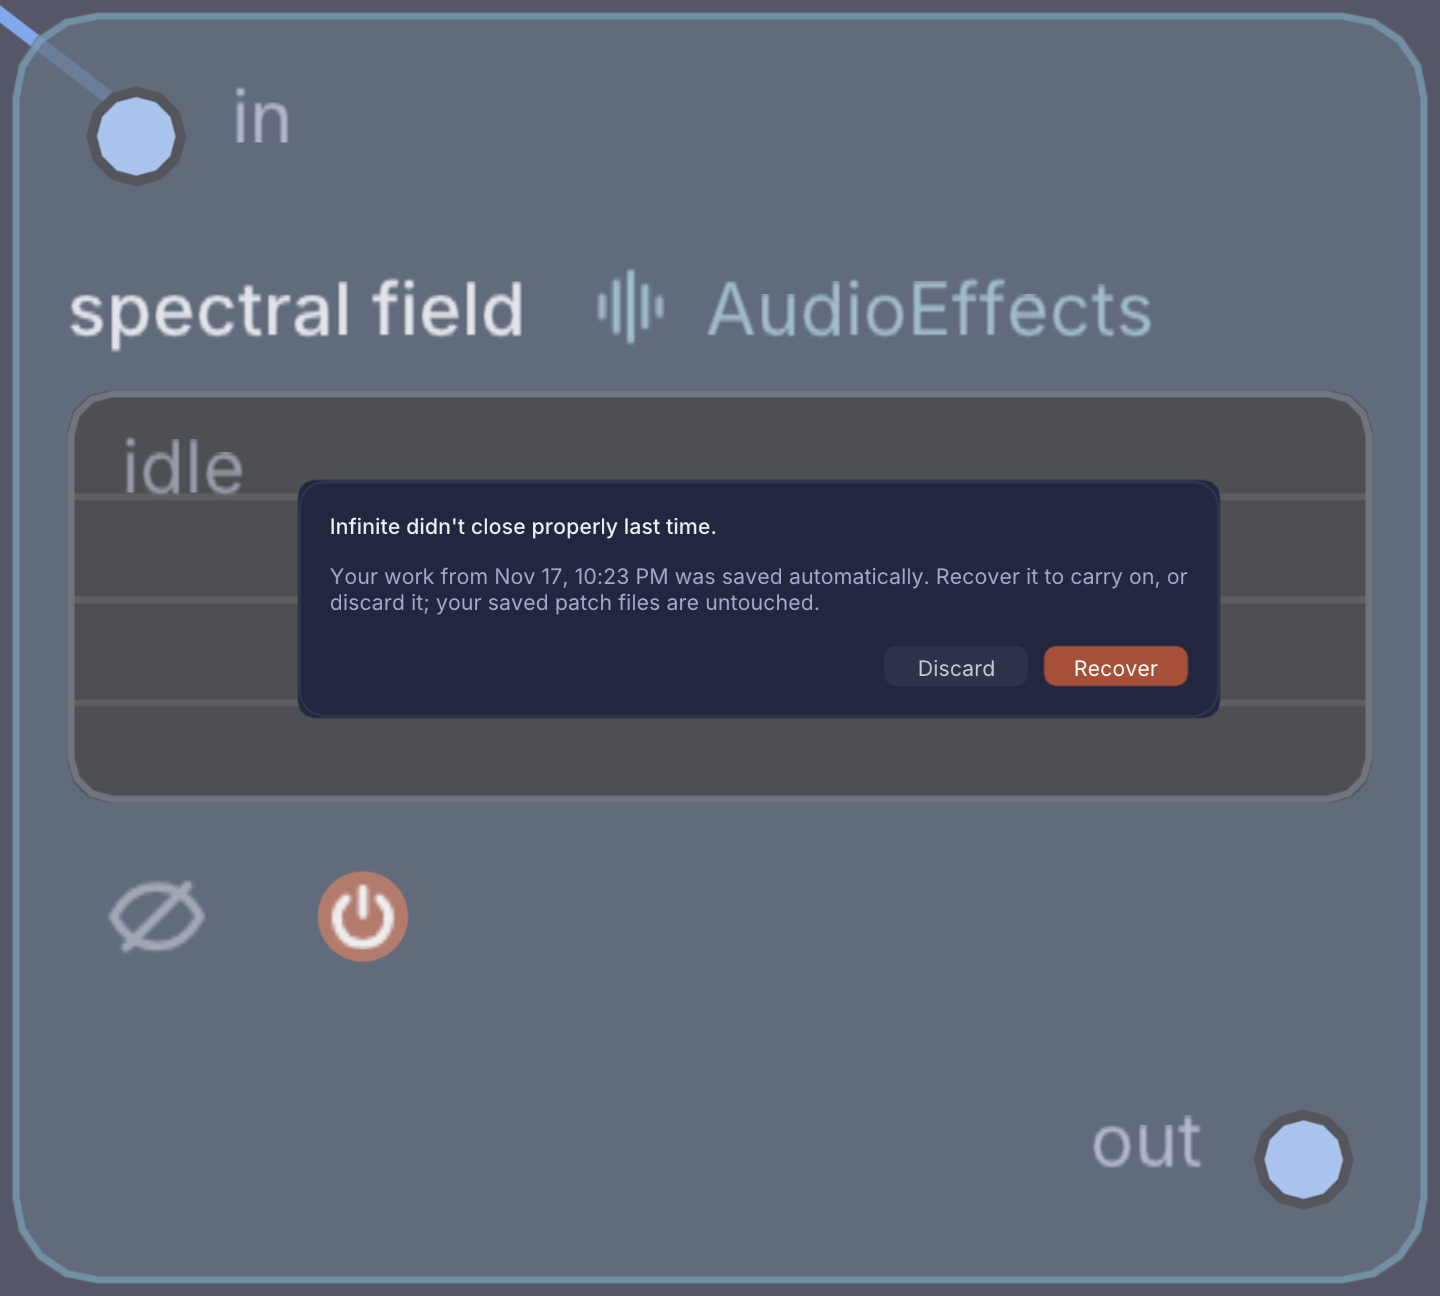 in
spectral field AudioEffects
idle
Infinite didn't close properly last time.
Your work from Nov 17, 10:23 PM was saved automatically. Recover it to carry on, or
discard it; your saved patch files are untouched.
Discard Recover
out